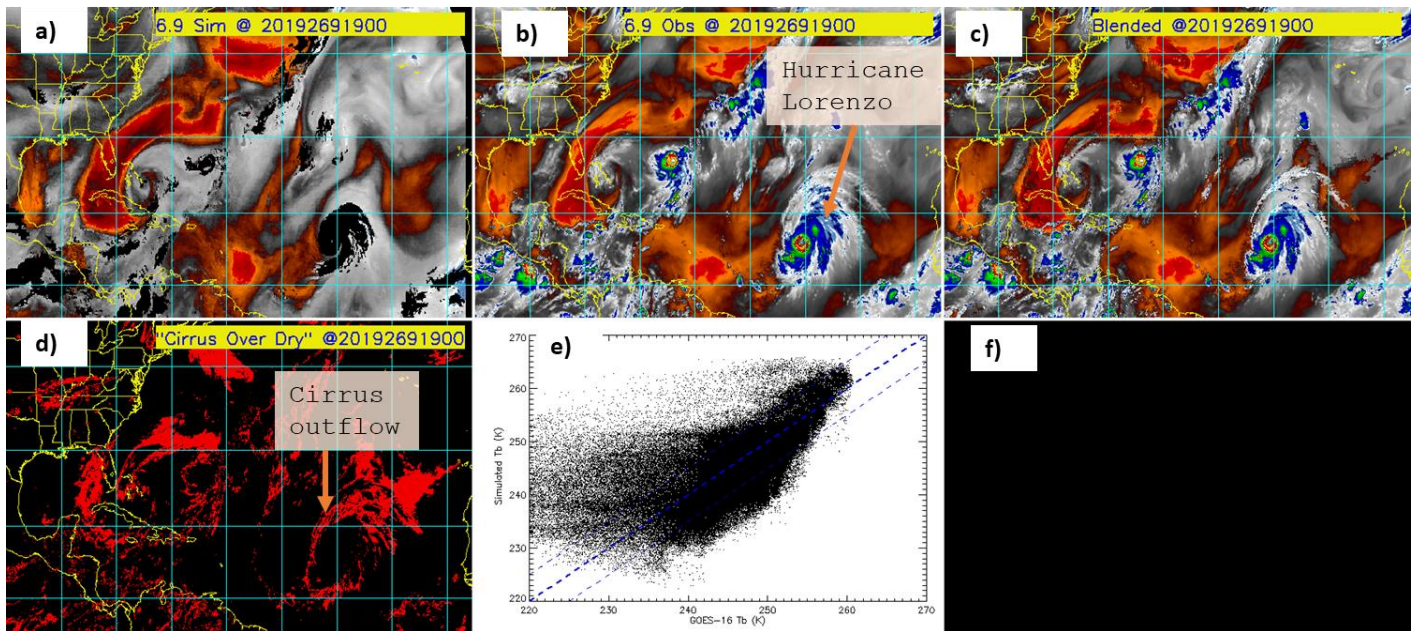 a)
6.9 Sim @ 20192691900
b)
6.9 Obs @20192691900
Hurricane
Lorenzo
c)
Blended @20192691900
d)
"Cirrus Over Dry" @20192691900
Cirrus
outflow
e)
270
260
250
240
230
220
Simulated Tb (K)
220
230
240
250
260
270
GOES-16 Tb (K)
f)